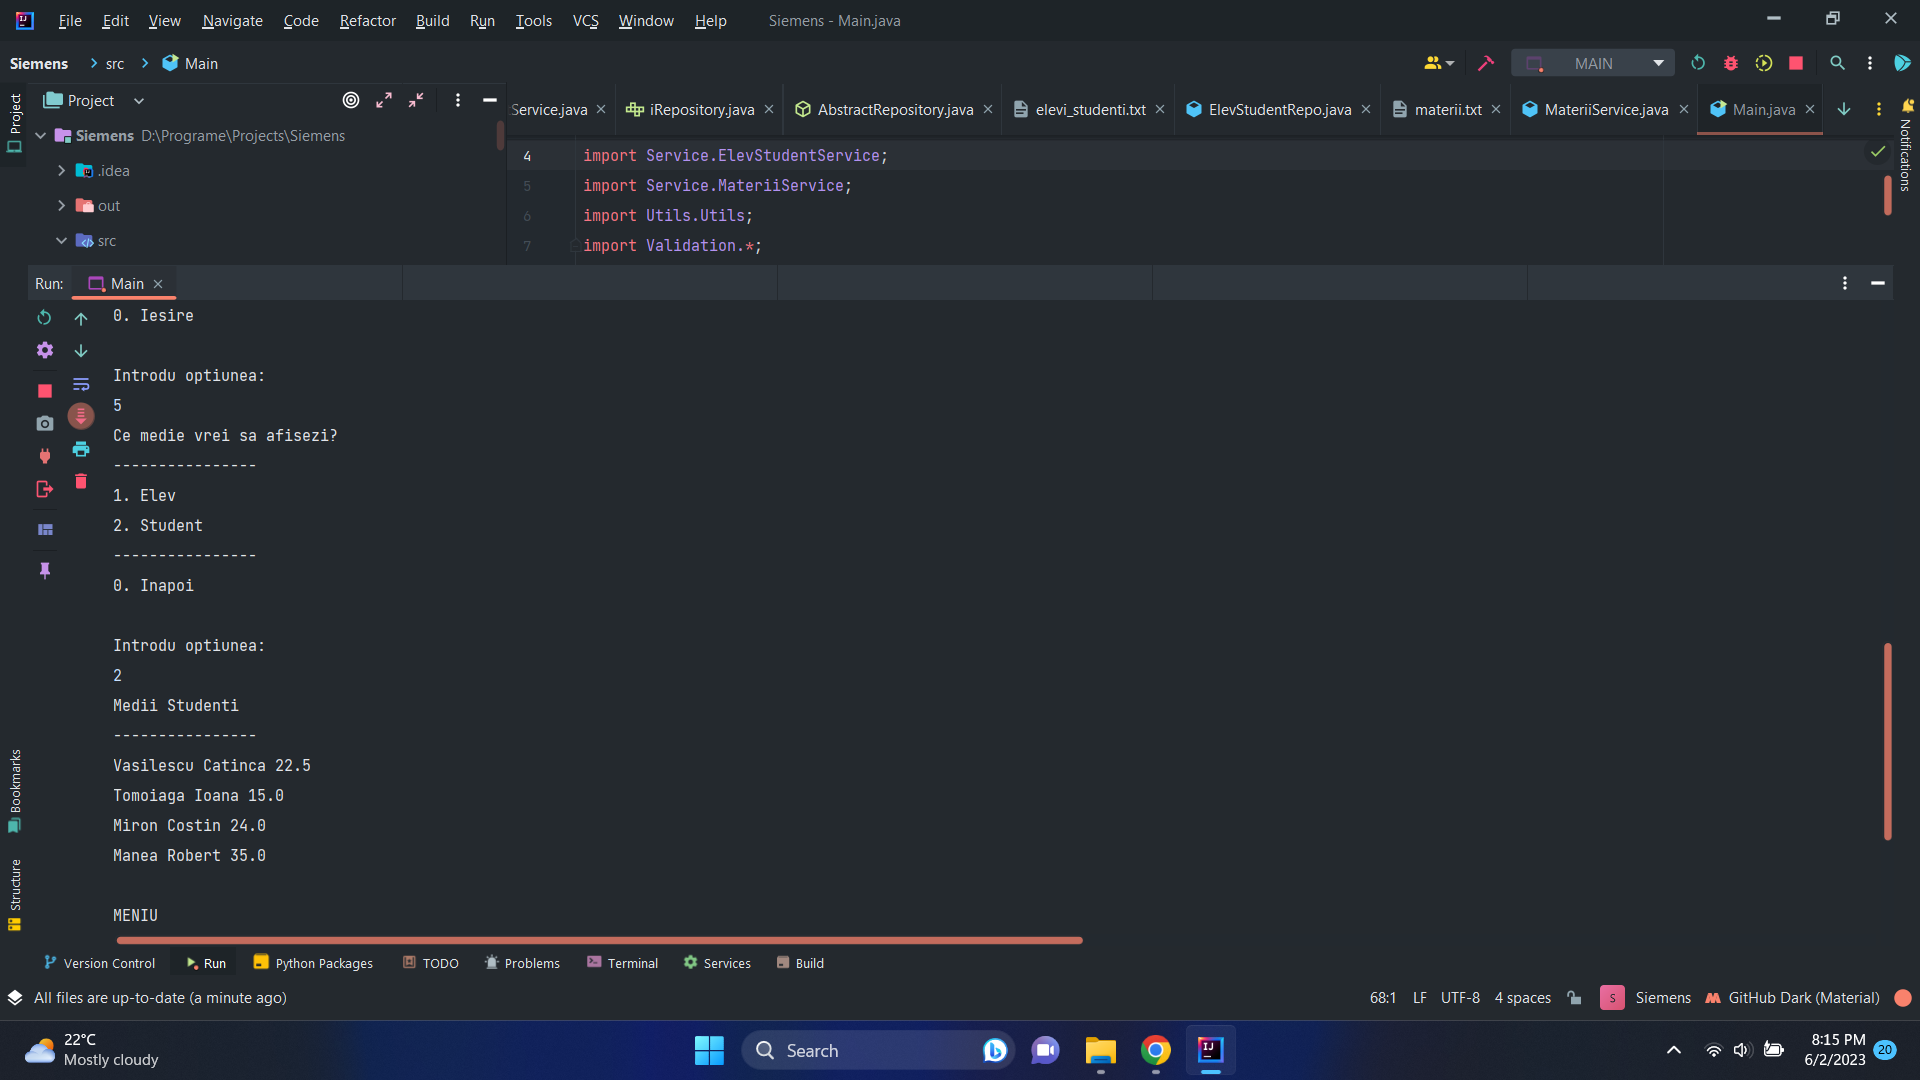 File Edit View Navigate Code Refactor Build Run Tools VCS Window Help Siemens - Main.java
Siemens src Main MAIN
Project Service.java iRepository.java AbstractRepository.java elevi_studenti.txt ElevStudentRepo.java materii.txt MateriiService.java Main.java
Project
Notifications
Siemens D:\Programe\Projects\Siemens
.idea
out
src
4 import Service.ElevStudentService;
5 import Service.MateriiService;
6 import Utils.Utils;
7 import Validation.*;
Run: Main
0. Iesire
Introdu optiunea:
5
Ce medie vrei sa afisezi?
----------------
1. Elev
2. Student
----------------
0. Inapoi
Introdu optiunea:
2
Medii Studenti
----------------
Vasilescu Catinca 22.5
Tomoiaga Ioana 15.0
Miron Costin 24.0
Manea Robert 35.0
MENIU
Bookmarks
Structure
Version Control Run Python Packages TODO Problems Terminal Services Build
All files are up-to-date (a minute ago) 68:1 LF UTF-8 4 spaces S Siemens GitHub Dark (Material)
22°C
Mostly cloudy
Search
8:15 PM
6/2/2023
20